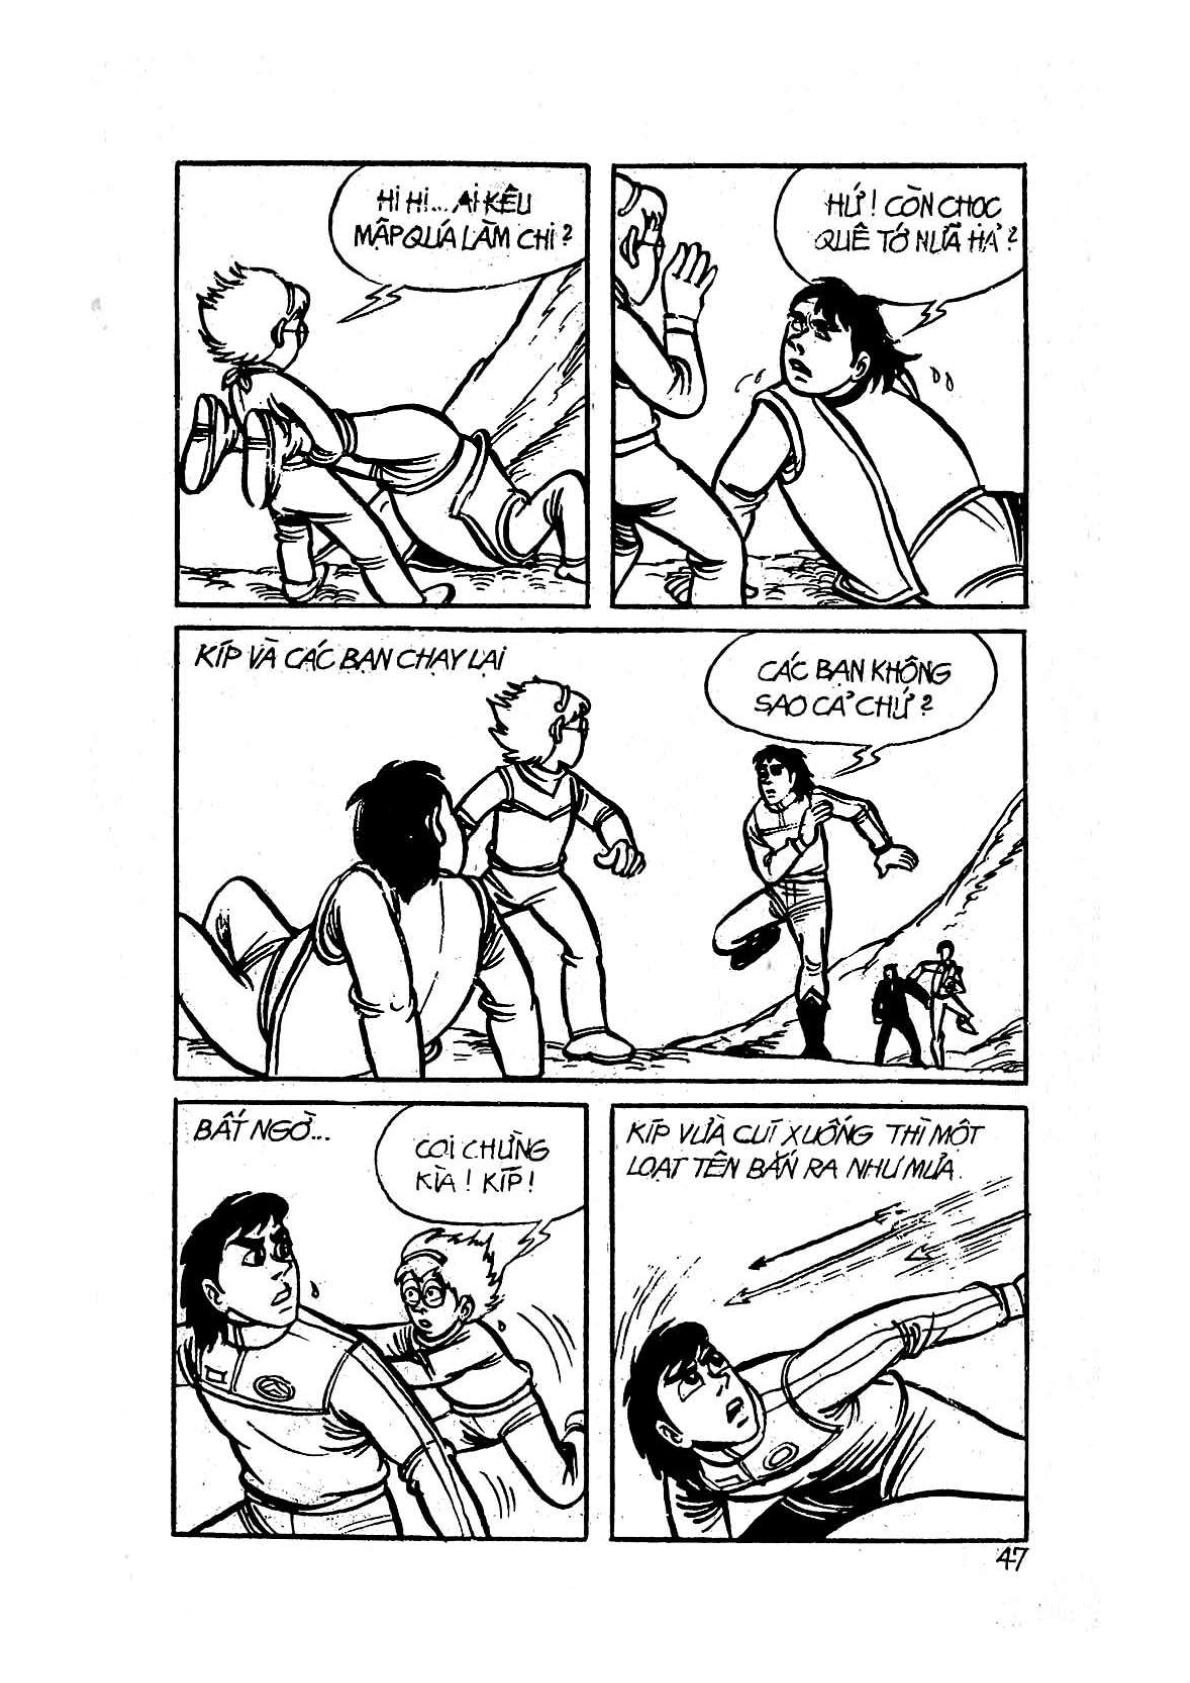 HI HI... AI KÊU
MẬP QUÁ LÀM CHI?
HỨ! CÒN CHỌC
QUÊ TỚ NỮA HẢ?
KÍP VÀ CÁC BẠN CHẠY LẠI
CÁC BẠN KHÔNG
SAO CẢ CHỨ?
BẤT NGỜ...
COI CHỪNG
KÌA! KÍP!
KÍP VỪA CÚI XUỐNG THÌ MỘT
LOẠT TÊN BẮN RA NHƯ MƯA.
47